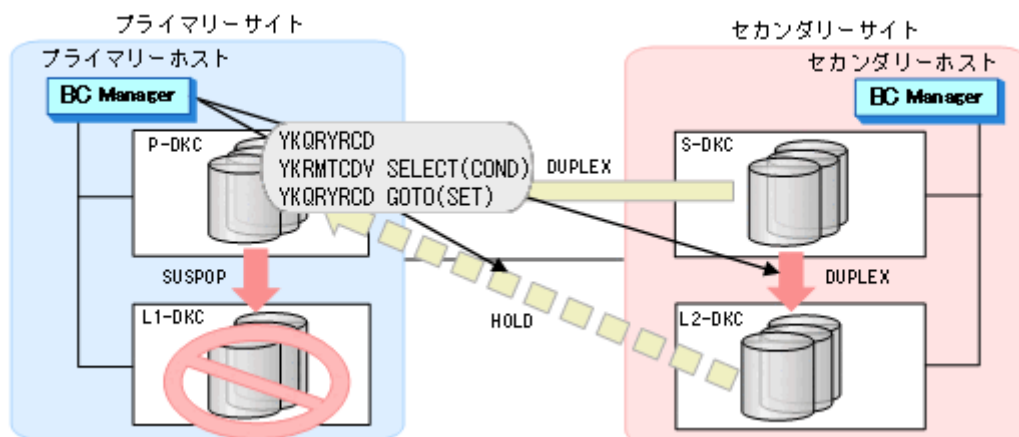 プライマリーサイト
プライマリーホスト
BC Manager
P-DKC
YKQRYRCD
YKRMTCDV SELECT(COND)
YKQRYRCD GOTO(SET)
SUSPOP
L1-DKC
セカンダリーサイト
セカンダリーホスト
BC Manager
S-DKC
DUPLEX
DUPLEX
HOLD
L2-DKC